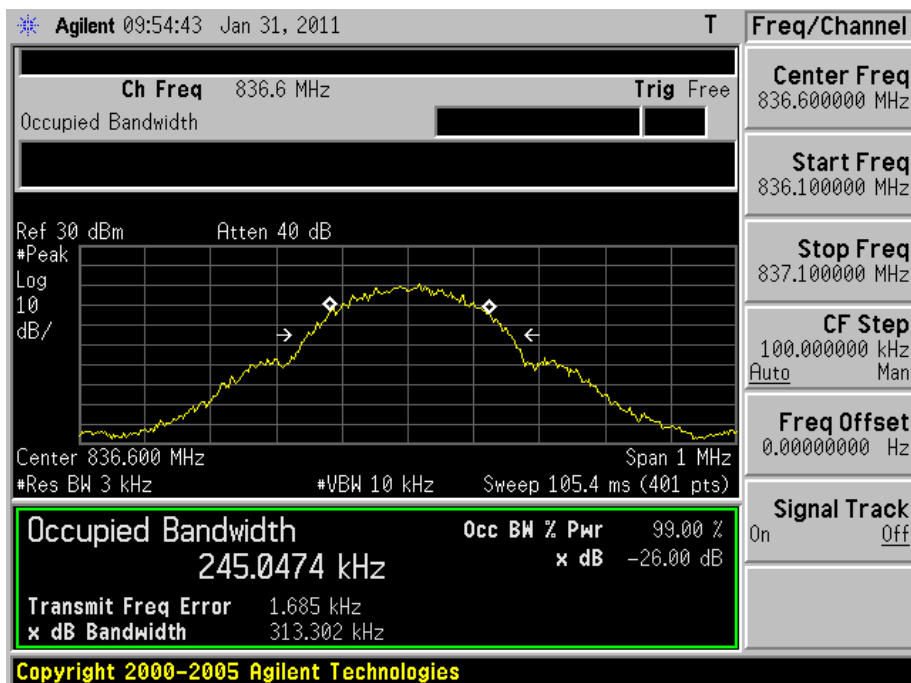 Agilent 09:54:43 Jan 31, 2011 T
Freq/Channel
Ch Freq 836.6 MHz Trig Free
Occupied Bandwidth
Center Freq
836.600000 MHz
Start Freq
836.100000 MHz
Stop Freq
837.100000 MHz
CF Step
100.000000 kHz
Auto Man
Freq Offset
0.00000000 Hz
Signal Track
On Off
Ref 30 dBm Atten 40 dB
#Peak
Log
10
dB/
Center 836.600 MHz Span 1 MHz
#Res BW 3 kHz #VBW 10 kHz Sweep 105.4 ms (401 pts)
Occupied Bandwidth Occ BW % Pwr 99.00 %
245.0474 kHz x dB -26.00 dB
Transmit Freq Error 1.685 kHz
x dB Bandwidth 313.302 kHz
Copyright 2000-2005 Agilent Technologies